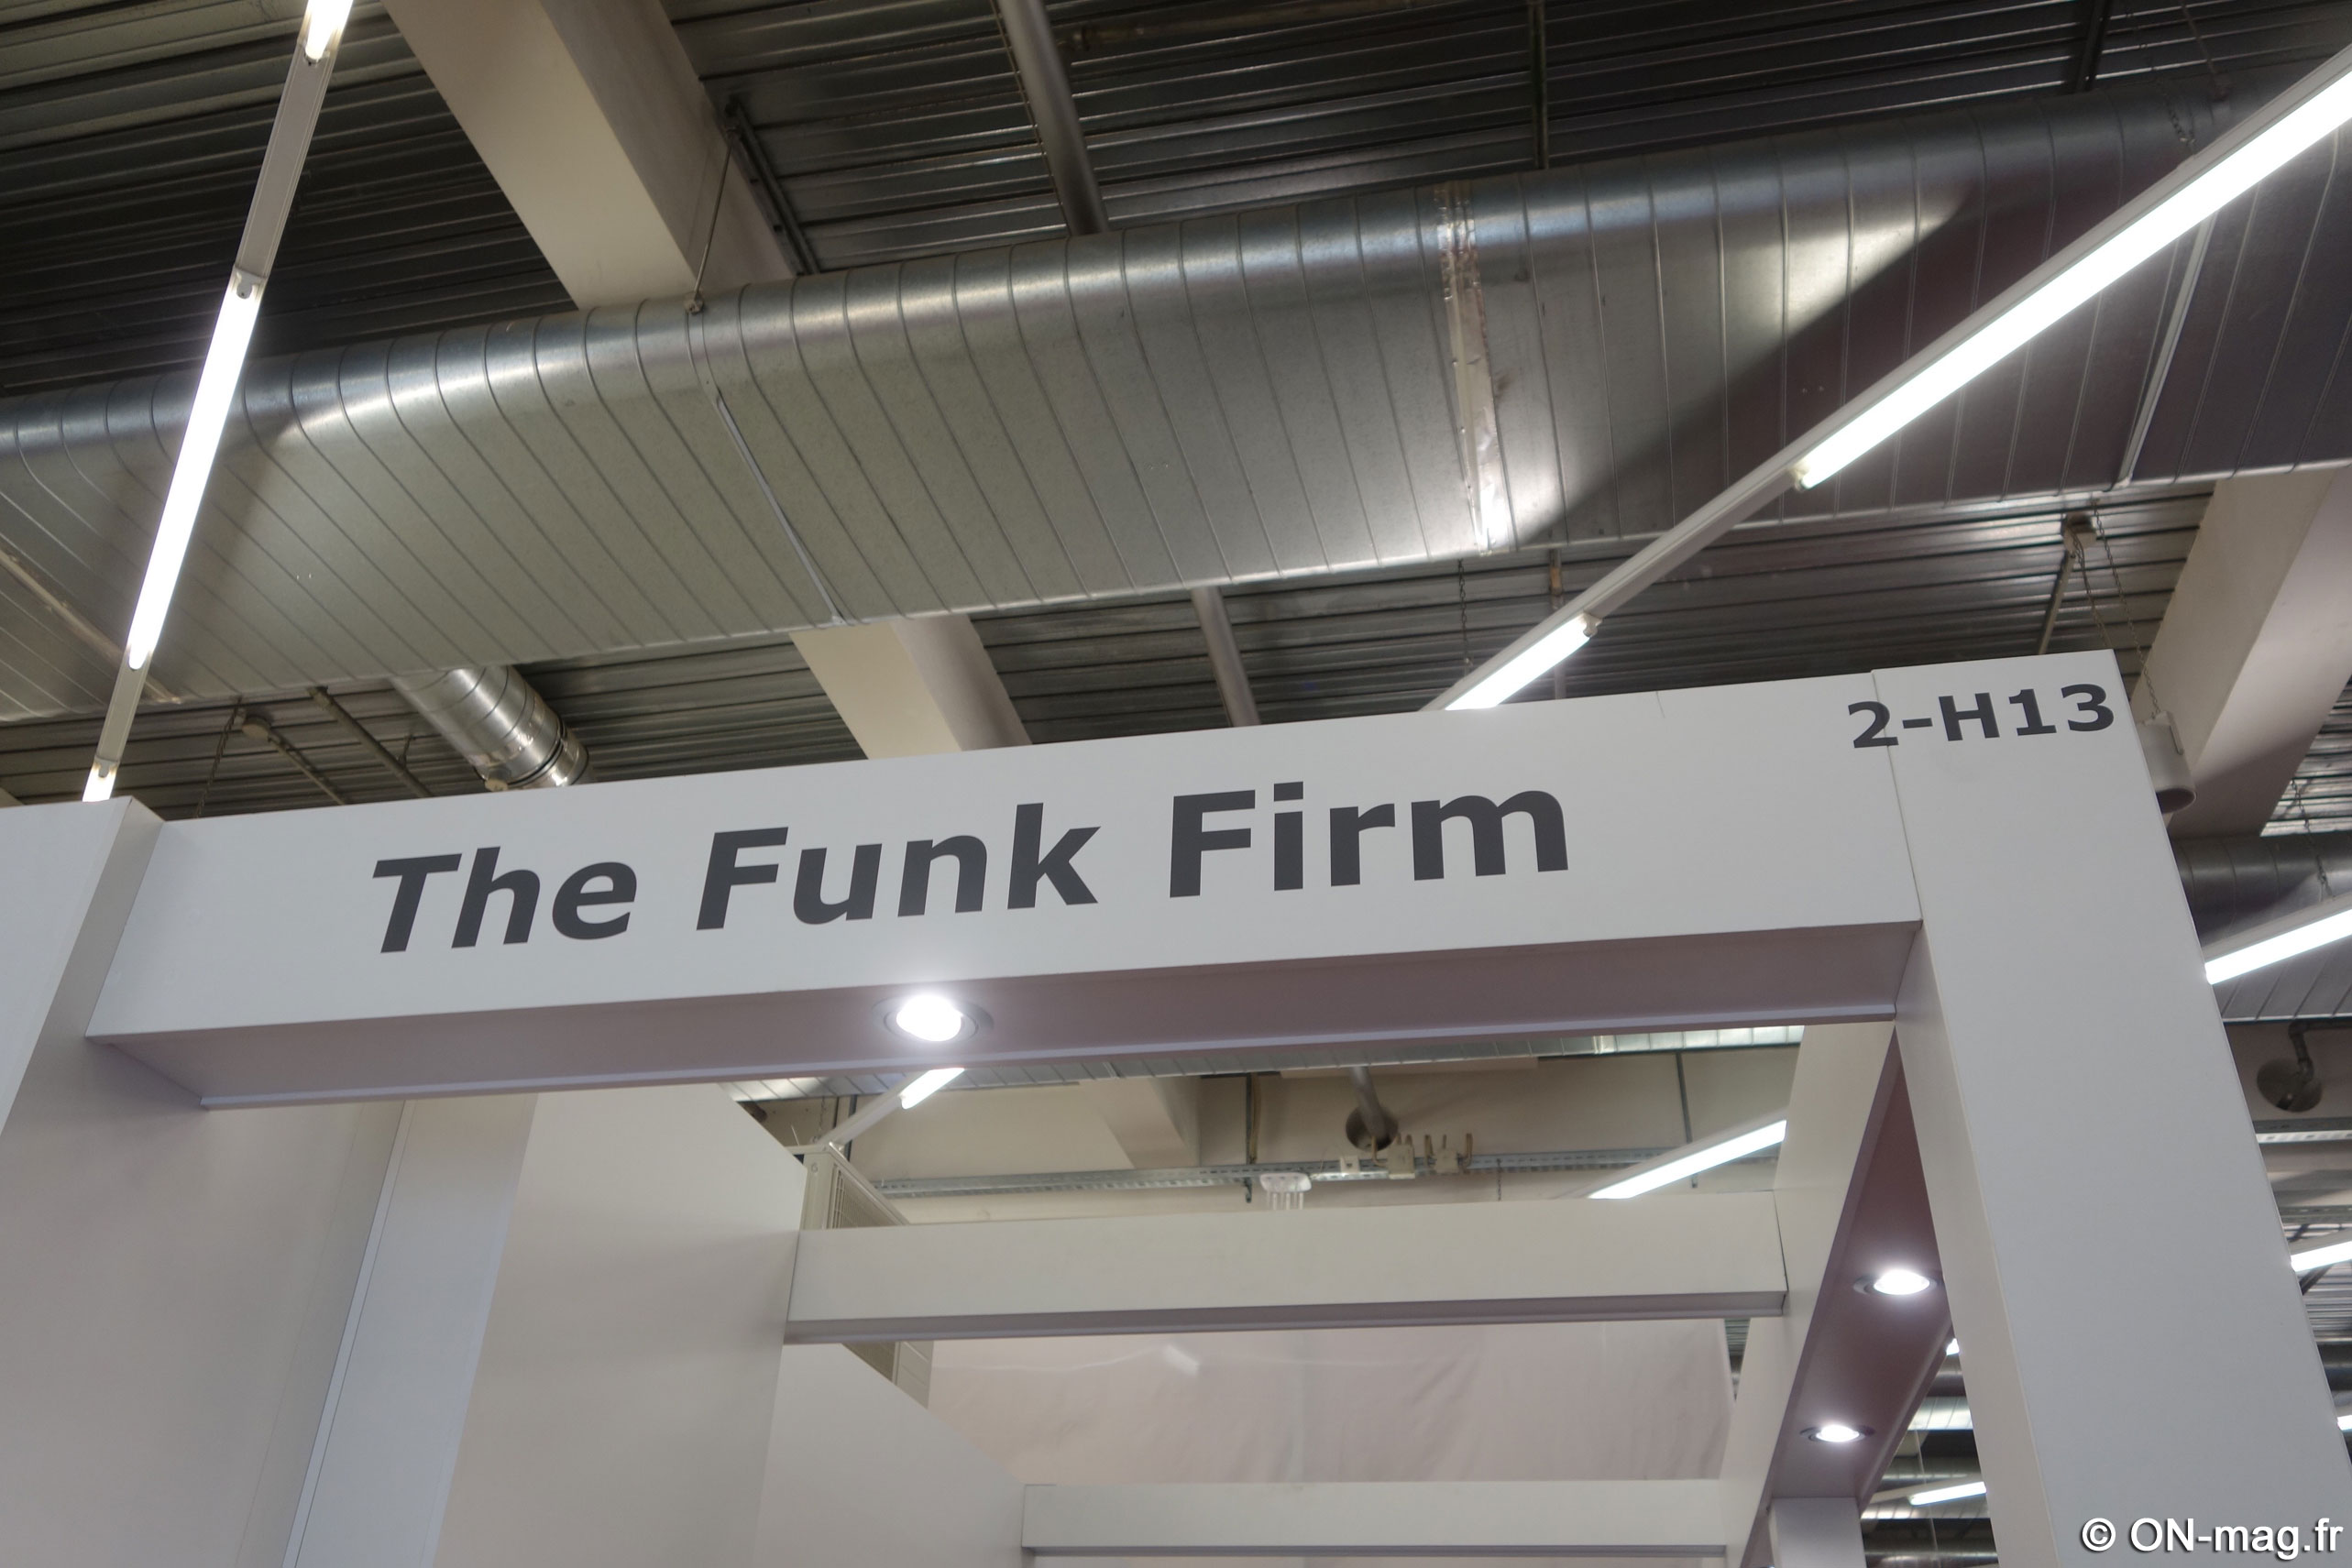 2-H13
The Funk Firm
© ON-mag.fr